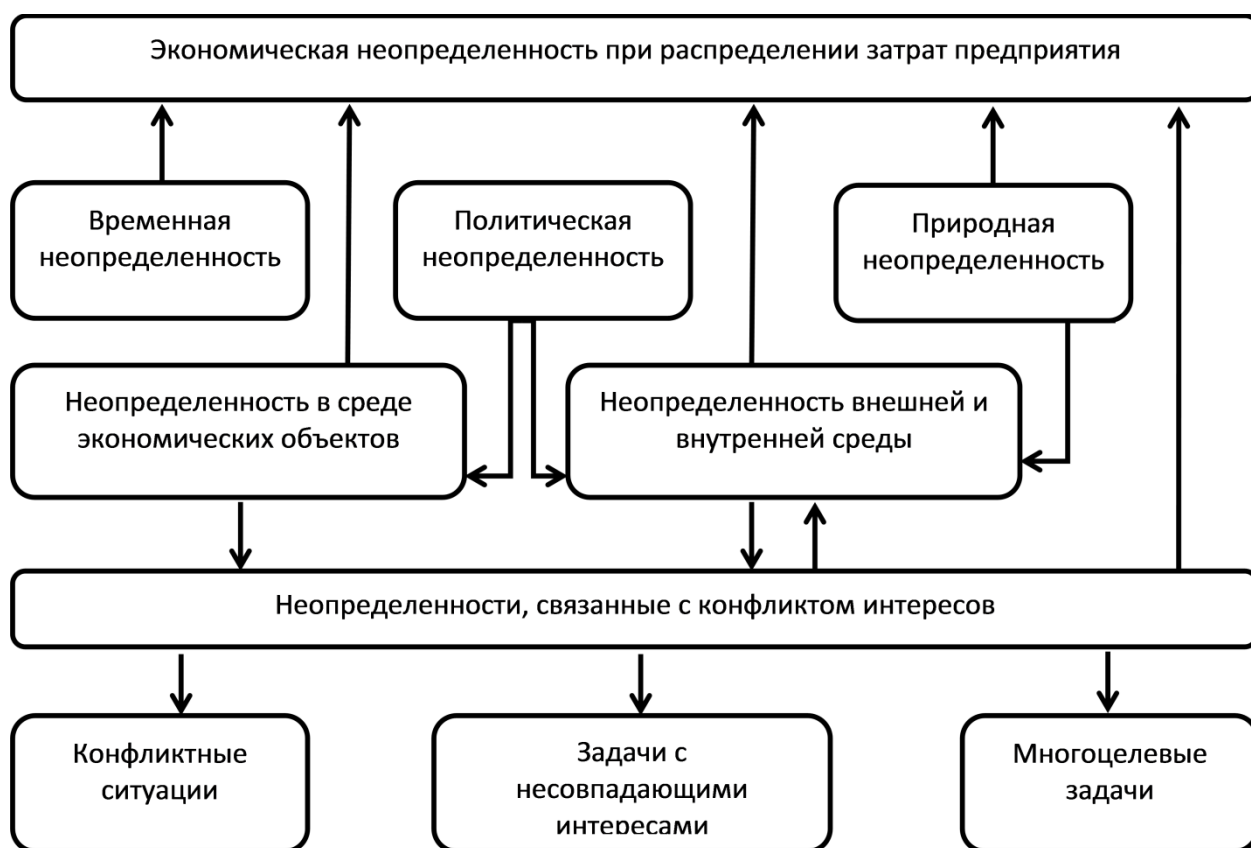 Экономическая неопределенность при распределении затрат предприятия
Временная
неопределенность
Политическая
неопределенность
Природная
неопределенность
Неопределенность в среде
экономических объектов
Неопределенность внешней и
внутренней среды
Неопределенности, связанные с конфликтом интересов
Конфликтные
ситуации
Задачи с
несовпадающими
интересами
Многоцелевые
задачи